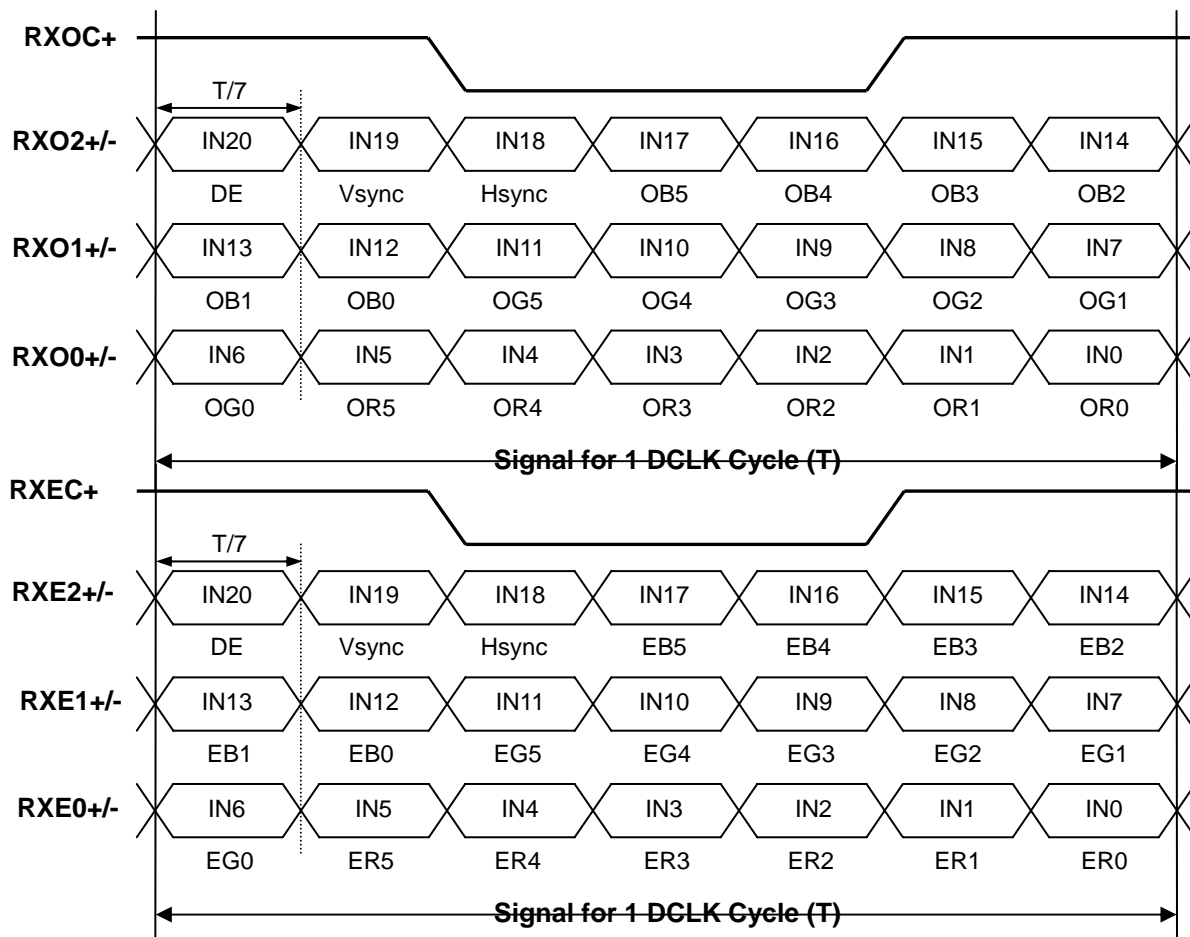 RXOC+
T/7
RXO2+/- IN20 IN19 IN18 IN17 IN16 IN15 IN14
DE Vsync Hsync OB5 OB4 OB3 OB2
RXO1+/- IN13 IN12 IN11 IN10 IN9 IN8 IN7
OB1 OB0 OG5 OG4 OG3 OG2 OG1
RXO0+/- IN6 IN5 IN4 IN3 IN2 IN1 IN0
OG0 OR5 OR4 OR3 OR2 OR1 OR0
Signal for 1 DCLK Cycle (T)
RXEC+
T/7
RXE2+/- IN20 IN19 IN18 IN17 IN16 IN15 IN14
DE Vsync Hsync EB5 EB4 EB3 EB2
RXE1+/- IN13 IN12 IN11 IN10 IN9 IN8 IN7
EB1 EB0 EG5 EG4 EG3 EG2 EG1
RXE0+/- IN6 IN5 IN4 IN3 IN2 IN1 IN0
EG0 ER5 ER4 ER3 ER2 ER1 ER0
Signal for 1 DCLK Cycle (T)